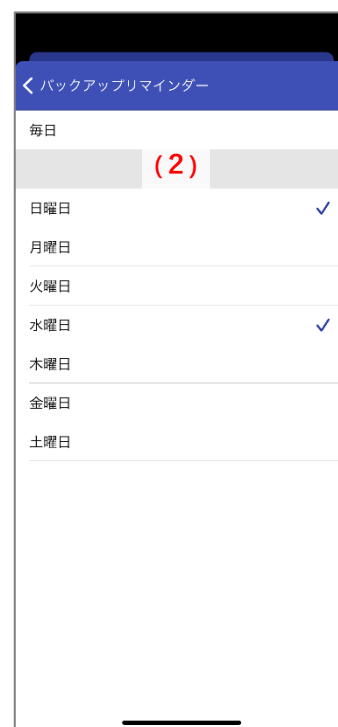 バックアップリマインダー
毎日
(2)
日曜日
月曜日
火曜日
水曜日
木曜日
金曜日
土曜日